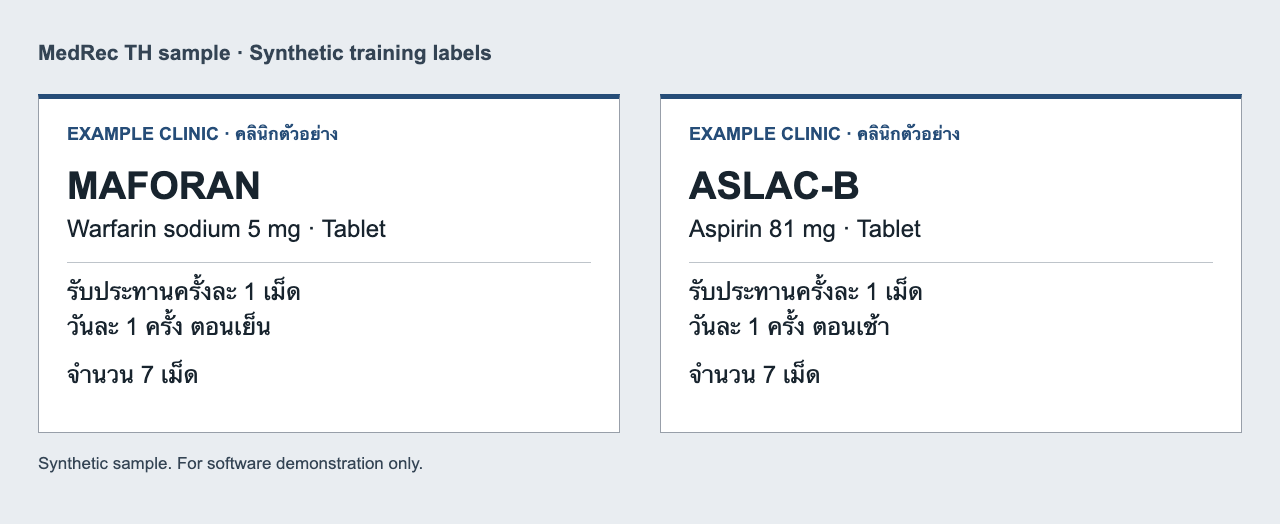 MedRec TH sample · Synthetic training labels
EXAMPLE CLINIC · คลินิกตัวอย่าง
MAFORAN
Warfarin sodium 5 mg · Tablet
รับประทานครั้งละ 1 เม็ด
วันละ 1 ครั้ง ตอนเย็น
จำนวน 7 เม็ด
EXAMPLE CLINIC · คลินิกตัวอย่าง
ASLAC-B
Aspirin 81 mg · Tablet
รับประทานครั้งละ 1 เม็ด
วันละ 1 ครั้ง ตอนเช้า
จำนวน 7 เม็ด
Synthetic sample. For software demonstration only.